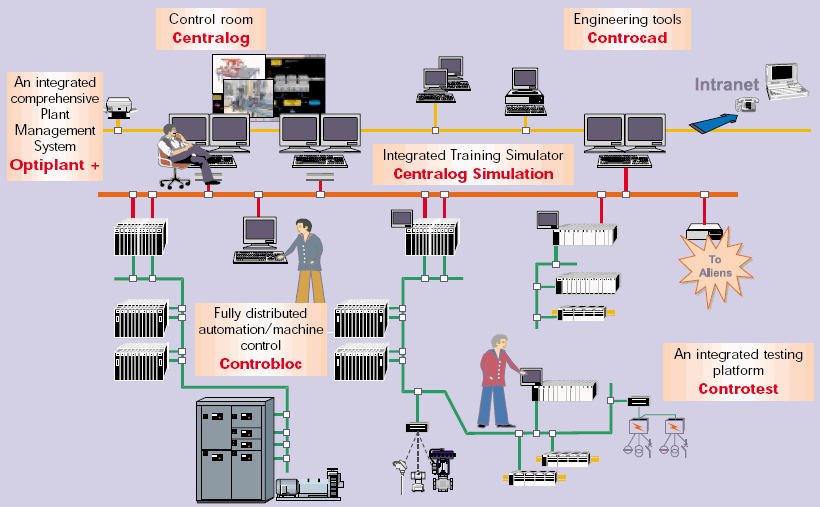 Control room
Centralog
Engineering tools
Controcad
An integrated
comprehensive
Plant
Management
System
Optiplant +
Intranet
Integrated Training Simulator
Centralog Simulation
To
Aliens
Fully distributed
automation/machine
control
Controbloc
An integrated testing
platform
Controtest